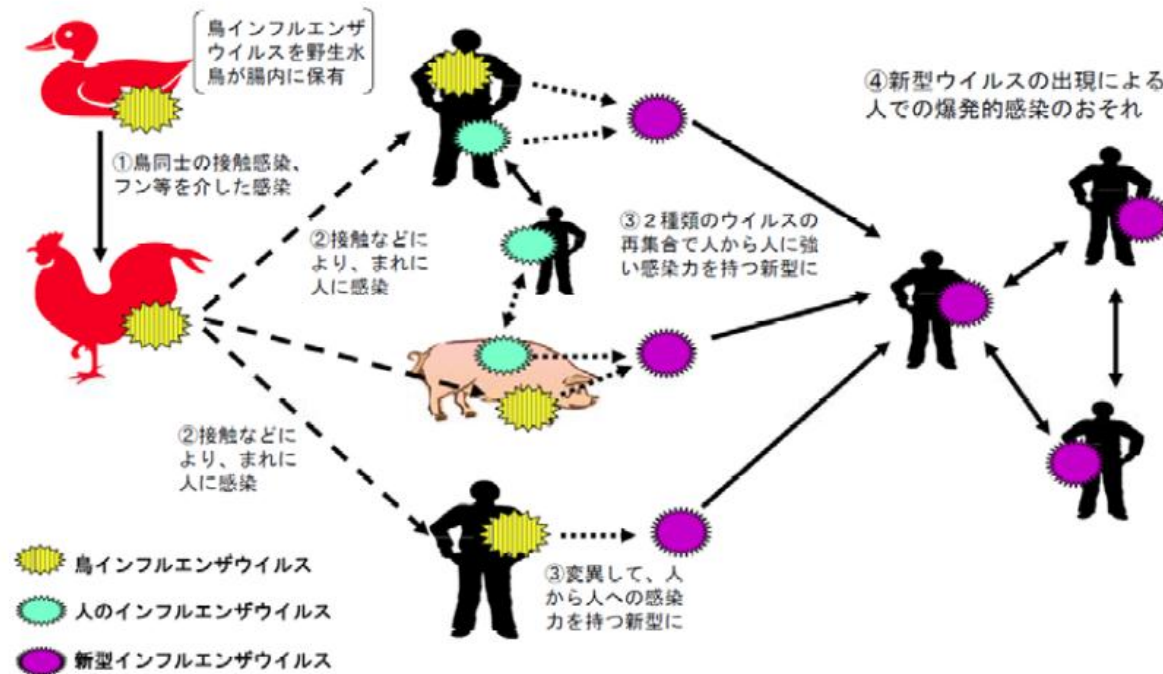 鳥インフルエンザ
ウイルスを野生水
鳥が腸内に保有
①鳥同士の接触感染、
フン等を介した感染
②接触などに
より、まれに
人に感染
③２種類のウイルスの
再集合で人から人に強
い感染力を持つ新型に
④新型ウイルスの出現による
人での爆発的感染のおそれ
②接触などに
より、まれに
人に感染
③変異して、人
から人への感染
力を持つ新型に
鳥インフルエンザウイルス
人のインフルエンザウイルス
新型インフルエンザウイルス